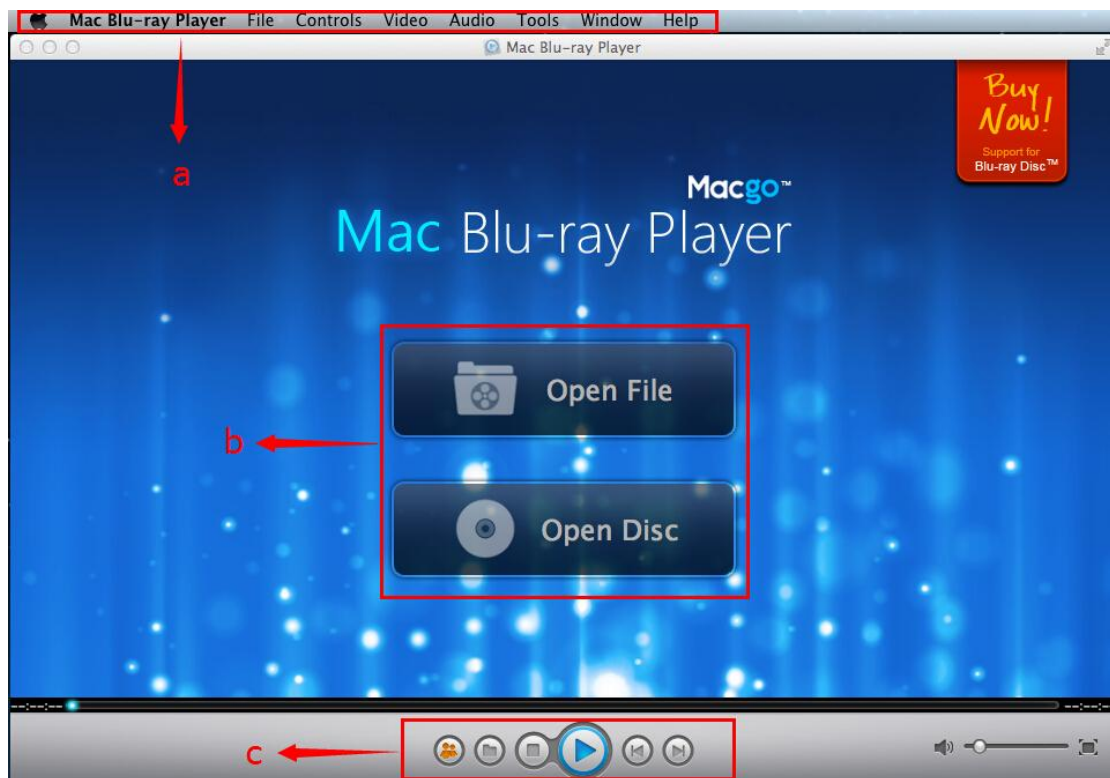 Mac Blu-ray Player File Controls Video Audio Tools Window Help
Mac Blu-ray Player
Buy
Now!
Support for
Blu-ray Disc™
a
Macgo™
Mac Blu-ray Player
Open File
b
Open Disc
--:--:-- --:--:--
c